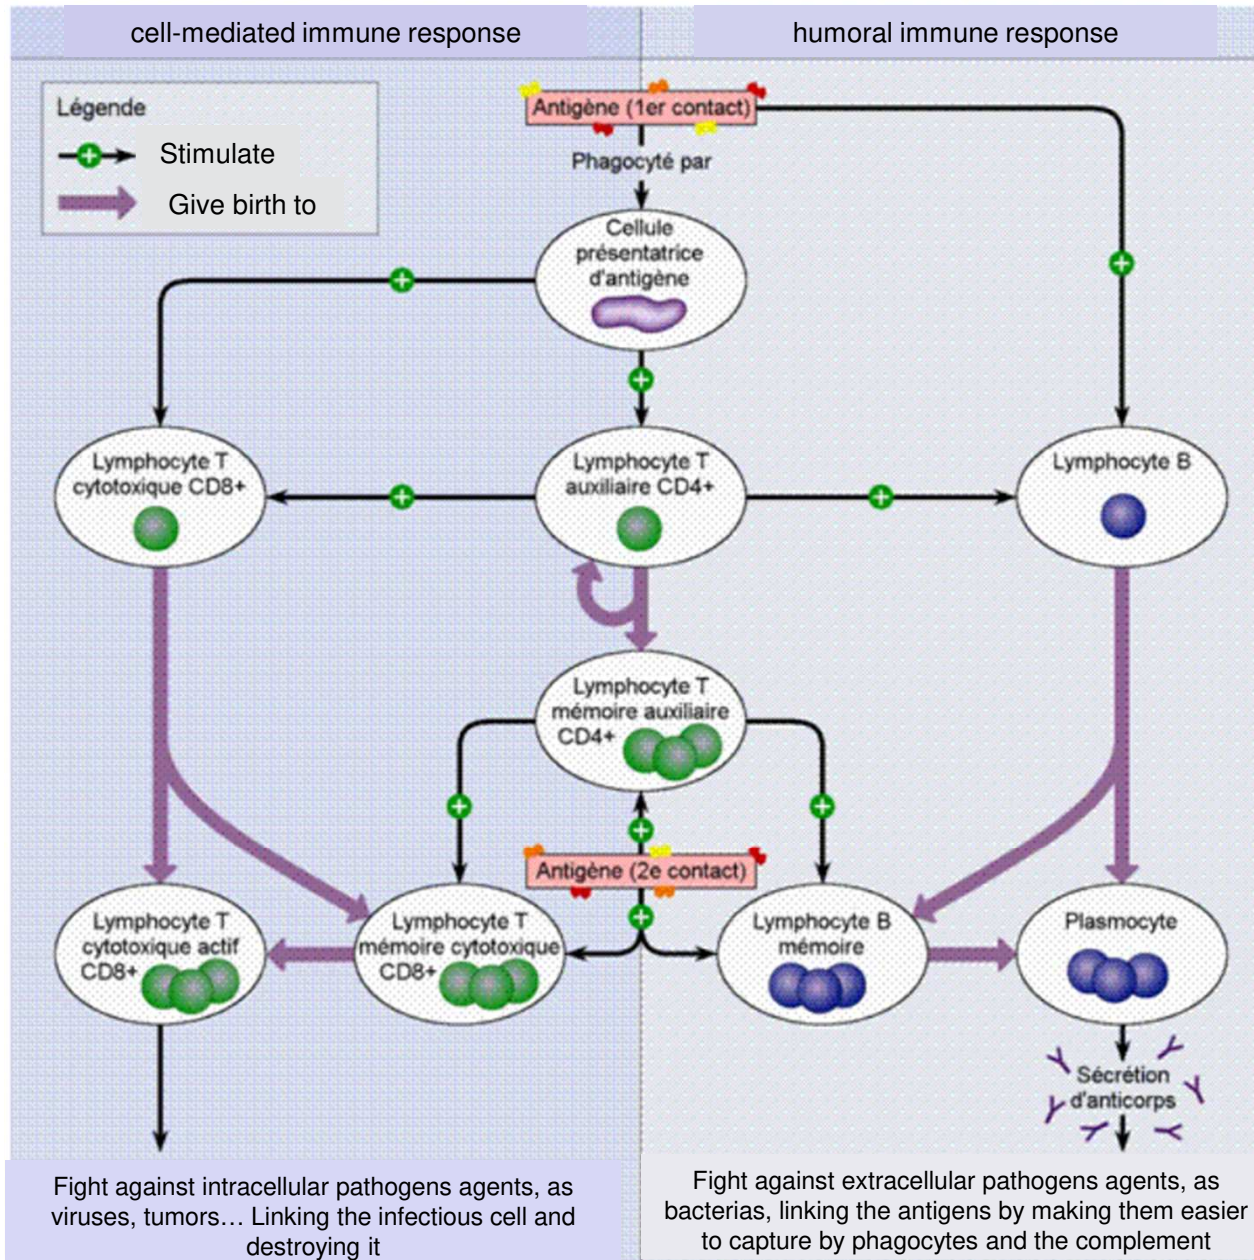 cell-mediated immune response
humoral immune response
Légende
Stimulate
Give birth to
Antigène (1er contact)
Phagocyté par
Cellule
présentatrice
d'antigène
Lymphocyte T
cytotoxique CD8+
Lymphocyte T
auxiliaire CD4+
Lymphocyte B
Lymphocyte T
mémoire auxiliaire
CD4+
Antigène (2e contact)
Lymphocyte T
cytotoxique actif
CD8+
Lymphocyte T
mémoire cytotoxique
CD8+
Lymphocyte B
mémoire
Plasmocyte
Sécrétion
d'anticorps
Fight against intracellular pathogens agents, as
viruses, tumors… Linking the infectious cell and
destroying it
Fight against extracellular pathogens agents, as
bacterias, linking the antigens by making them easier
to capture by phagocytes and the complement